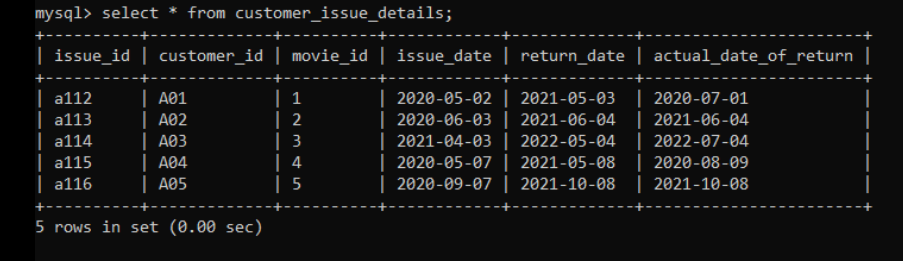 mysql> select * from customer_issue_details;
+----------+-------------+----------+------------+-------------+-----------------------+
| issue_id | customer_id | movie_id | issue_date | return_date | actual_date_of_return |
+----------+-------------+----------+------------+-------------+-----------------------+
| a112     | A01         | 1        | 2020-05-02 | 2021-05-03  | 2020-07-01            |
| a113     | A02         | 2        | 2020-06-03 | 2021-06-04  | 2021-06-04            |
| a114     | A03         | 3        | 2021-04-03 | 2022-05-04  | 2022-07-04            |
| a115     | A04         | 4        | 2020-05-07 | 2021-05-08  | 2020-08-09            |
| a116     | A05         | 5        | 2020-09-07 | 2021-10-08  | 2021-10-08            |
+----------+-------------+----------+------------+-------------+-----------------------+
5 rows in set (0.00 sec)